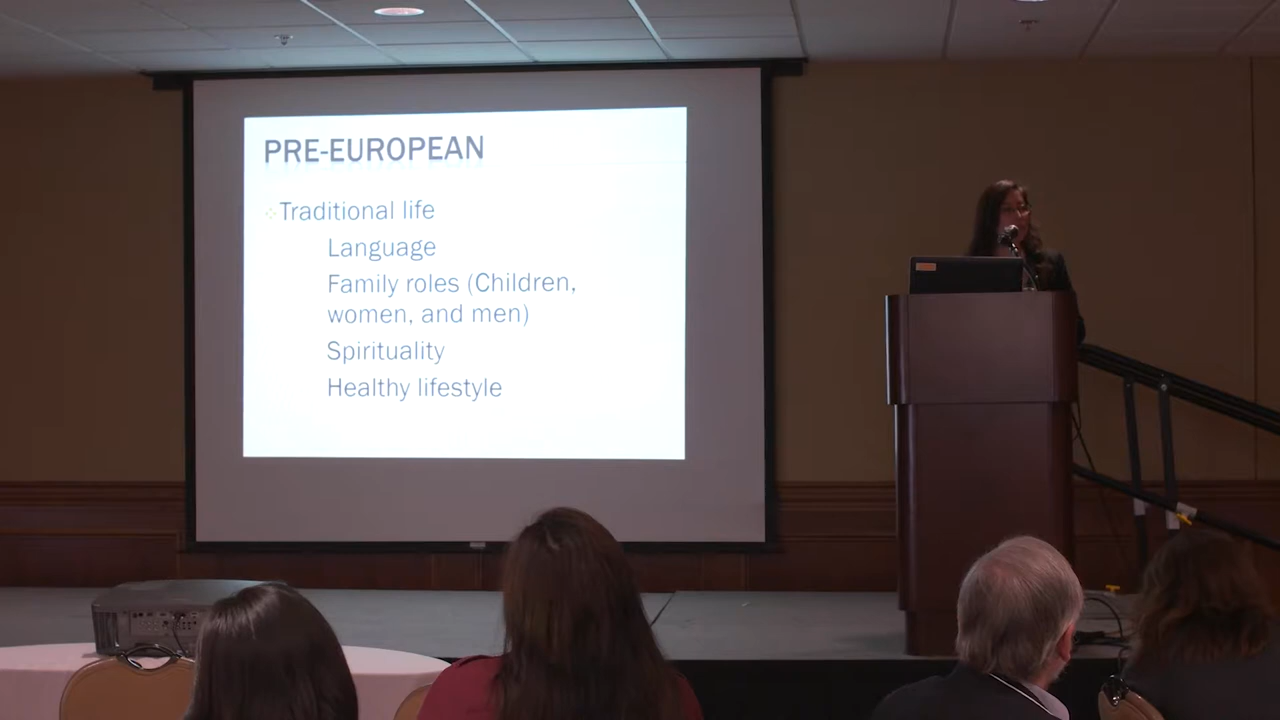 PRE-EUROPEAN
Traditional life
Language
Family roles (Children,
women, and men)
Spirituality
Healthy lifestyle